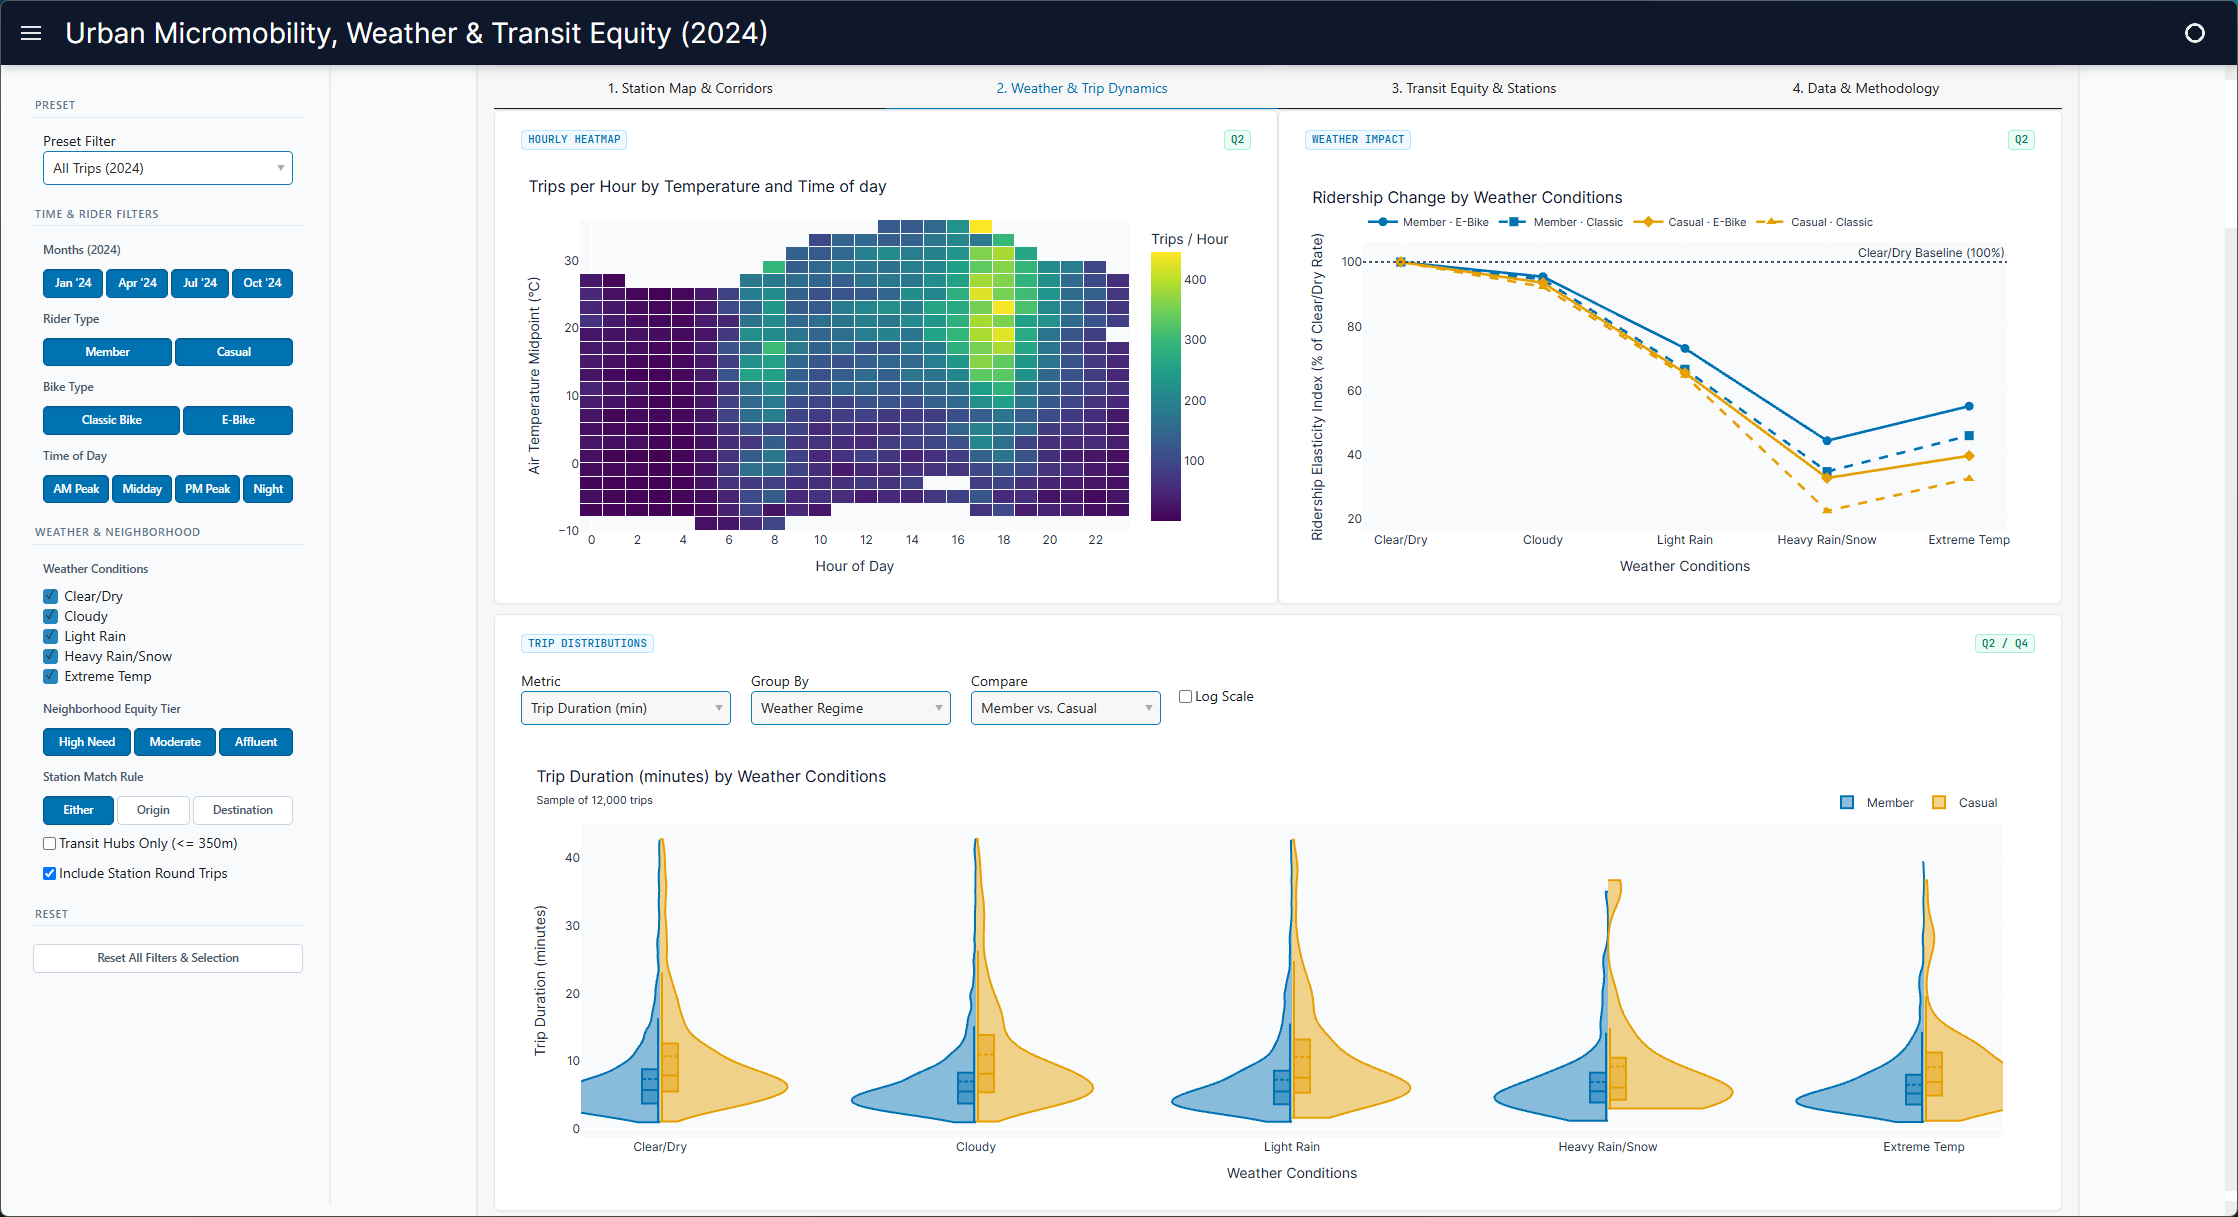 Urban Micromobility, Weather & Transit Equity (2024)
PRESET
Preset Filter
All Trips (2024)
TIME & RIDER FILTERS
Months (2024)
Jan '24 Apr '24 Jul '24 Oct '24
Rider Type
Member Casual
Bike Type
Classic Bike E-Bike
Time of Day
AM Peak Midday PM Peak Night
WEATHER & NEIGHBORHOOD
Weather Conditions
Clear/Dry
Cloudy
Light Rain
Heavy Rain/Snow
Extreme Temp
Neighborhood Equity Tier
High Need Moderate Affluent
Station Match Rule
Either Origin Destination
Transit Hubs Only (<= 350m)
Include Station Round Trips
RESET
Reset All Filters & Selection
1. Station Map & Corridors 2. Weather & Trip Dynamics 3. Transit Equity & Stations 4. Data & Methodology
HOURLY HEATMAP Q2
Trips per Hour by Temperature and Time of day
Air Temperature Midpoint (°C)
30
20
10
0
−10
0 2 4 6 8 10 12 14 16 18 20 22
Hour of Day
Trips / Hour
400
300
200
100
WEATHER IMPACT Q2
Ridership Change by Weather Conditions
Member · E-Bike Member · Classic Casual · E-Bike Casual · Classic
Clear/Dry Baseline (100%)
Ridership Elasticity Index (% of Clear/Dry Rate)
100
80
60
40
20
Clear/Dry Cloudy Light Rain Heavy Rain/Snow Extreme Temp
Weather Conditions
TRIP DISTRIBUTIONS Q2 / Q4
Metric Group By Compare
Trip Duration (min) Weather Regime Member vs. Casual Log Scale
Trip Duration (minutes) by Weather Conditions
Sample of 12,000 trips
Member Casual
Trip Duration (minutes)
40
30
20
10
0
Clear/Dry Cloudy Light Rain Heavy Rain/Snow Extreme Temp
Weather Conditions